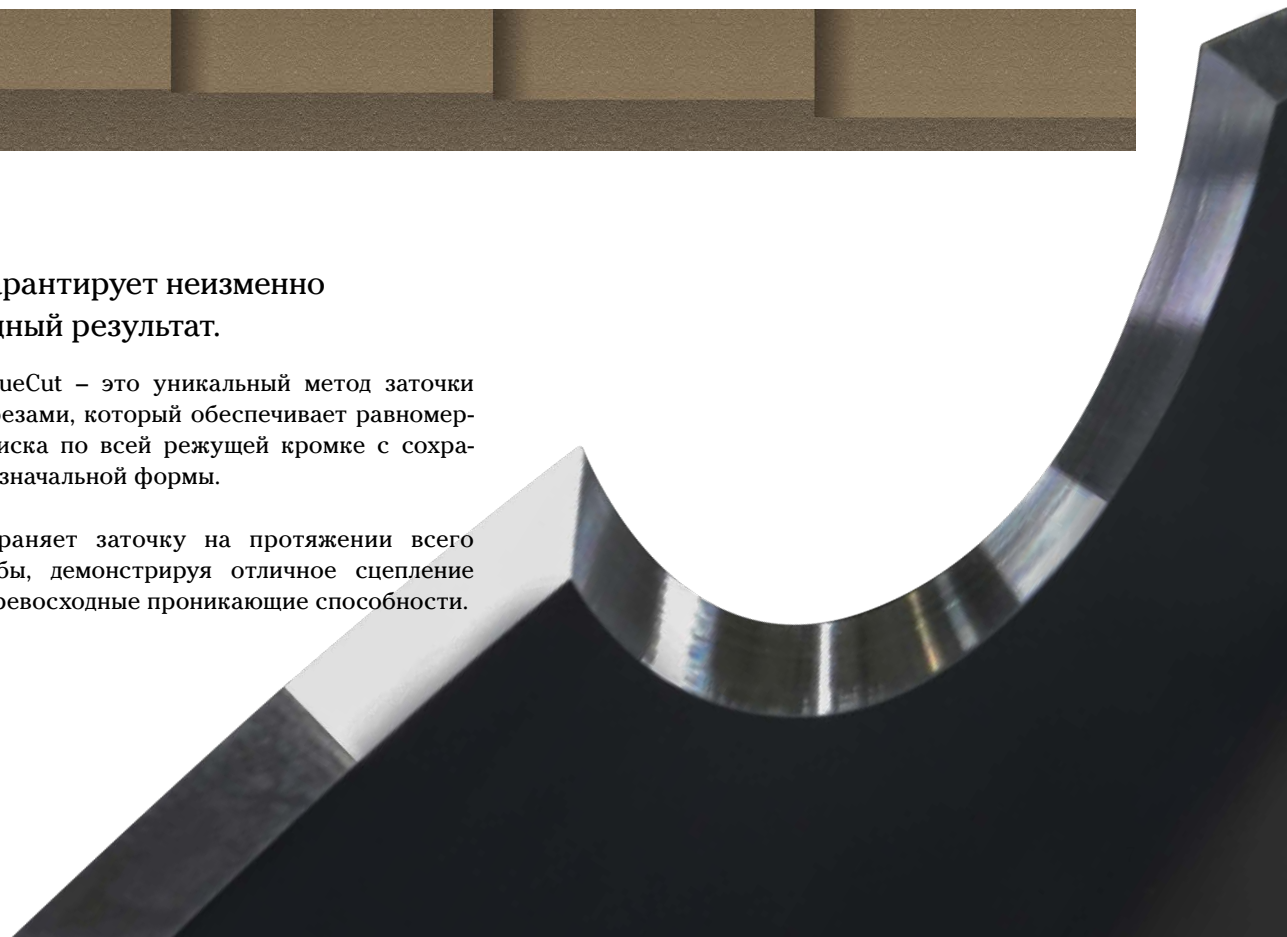 арантирует неизменно
дный результат.
ueCut – это уникальный метод заточки
резами, который обеспечивает равномер-
иска по всей режущей кромке с сохра-
значальной формы.
раняет заточку на протяжении всего
бы, демонстрируя отличное сцепление
ревосходные проникающие способности.